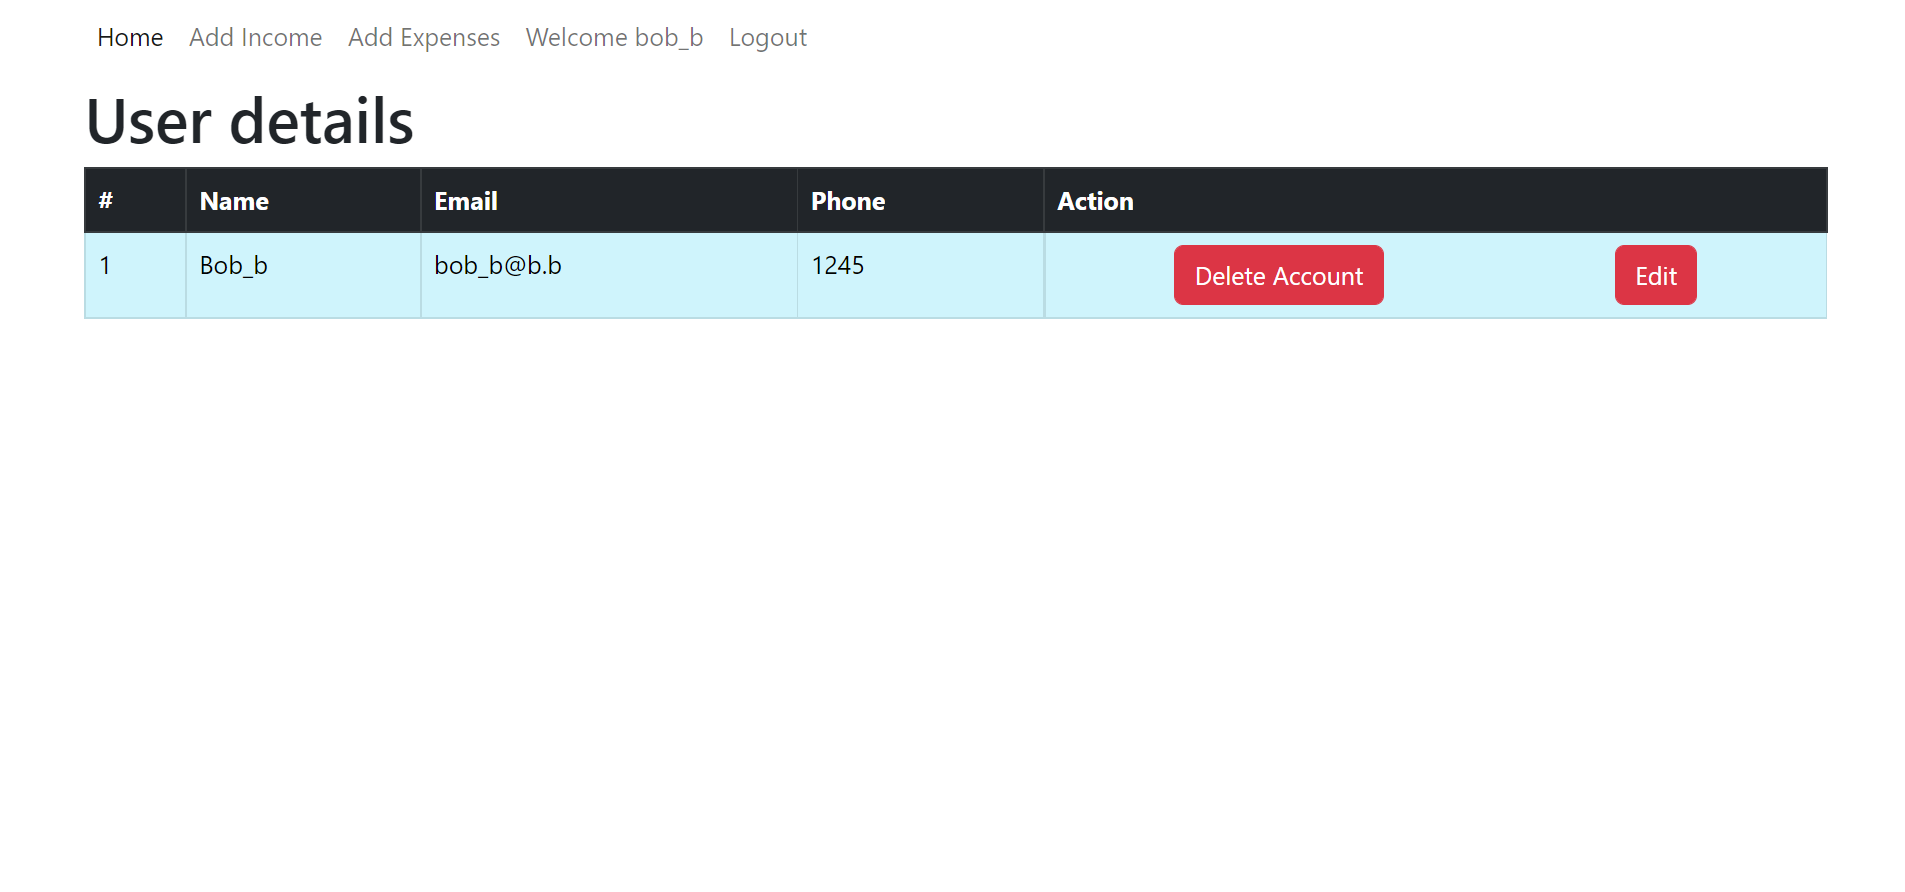 Home Add Income Add Expenses Welcome bob_b Logout
User details
# Name Email Phone Action
1 Bob_b bob_b@b.b 1245 Delete Account Edit